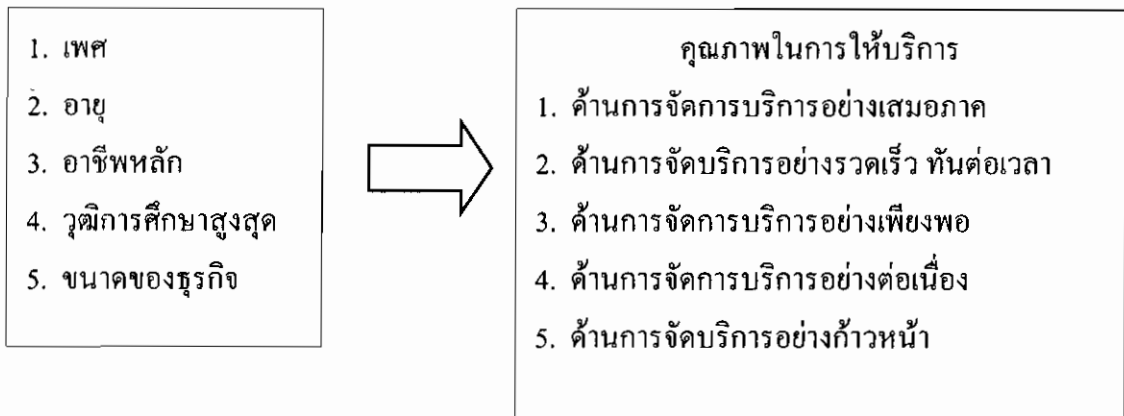 1. เพศ
2. อายุ
3. อาชีพหลัก
4. วุฒิการศึกษาสูงสุด
5. ขนาดของธุรกิจ
คุณภาพในการให้บริการ
1. ด้านการจัดการบริการอย่างเสมอภาค
2. ด้านการจัดบริการอย่างรวดเร็ว ทันต่อเวลา
3. ด้านการจัดการบริการอย่างเพียงพอ
4. ด้านการจัดการบริการอย่างต่อเนื่อง
5. ด้านการจัดบริการอย่างก้าวหน้า